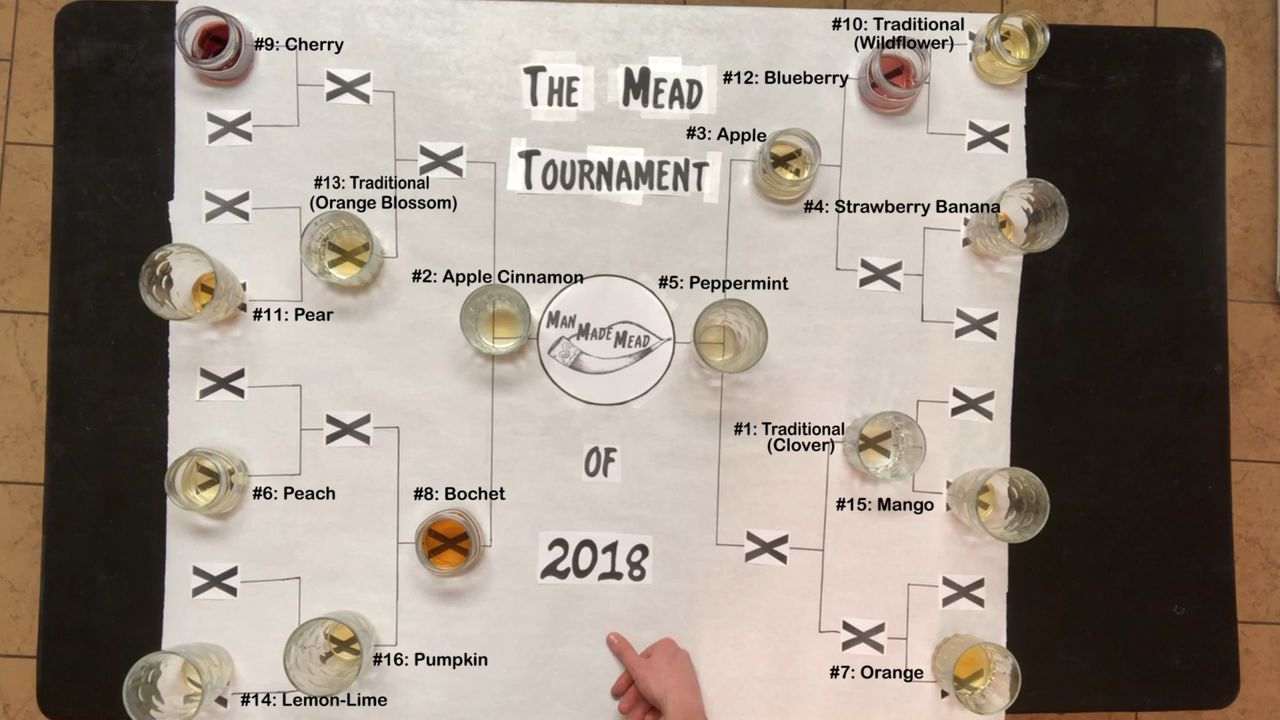 #10: Traditional
(Wildflower)
#9: Cherry
THE MEAD
#12: Blueberry
#3: Apple
TOURNAMENT
#13: Traditional
(Orange Blossom)
#4: Strawberry Banana
#2: Apple Cinnamon
#5: Peppermint
#11: Pear
MAN
MADE
MEAD
#1: Traditional
(Clover)
OF
#6: Peach
#8: Bochet
#15: Mango
2018
#16: Pumpkin
#7: Orange
#14: Lemon-Lime